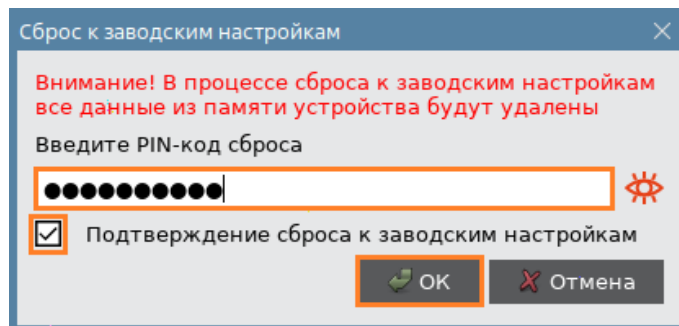 Сброс к заводским настройкам
Внимание! В процессе сброса к заводским настройкам
все данные из памяти устройства будут удалены
Введите PIN-код сброса
●●●●●●●●●●
Подтверждение сброса к заводским настройкам
ОК Отмена